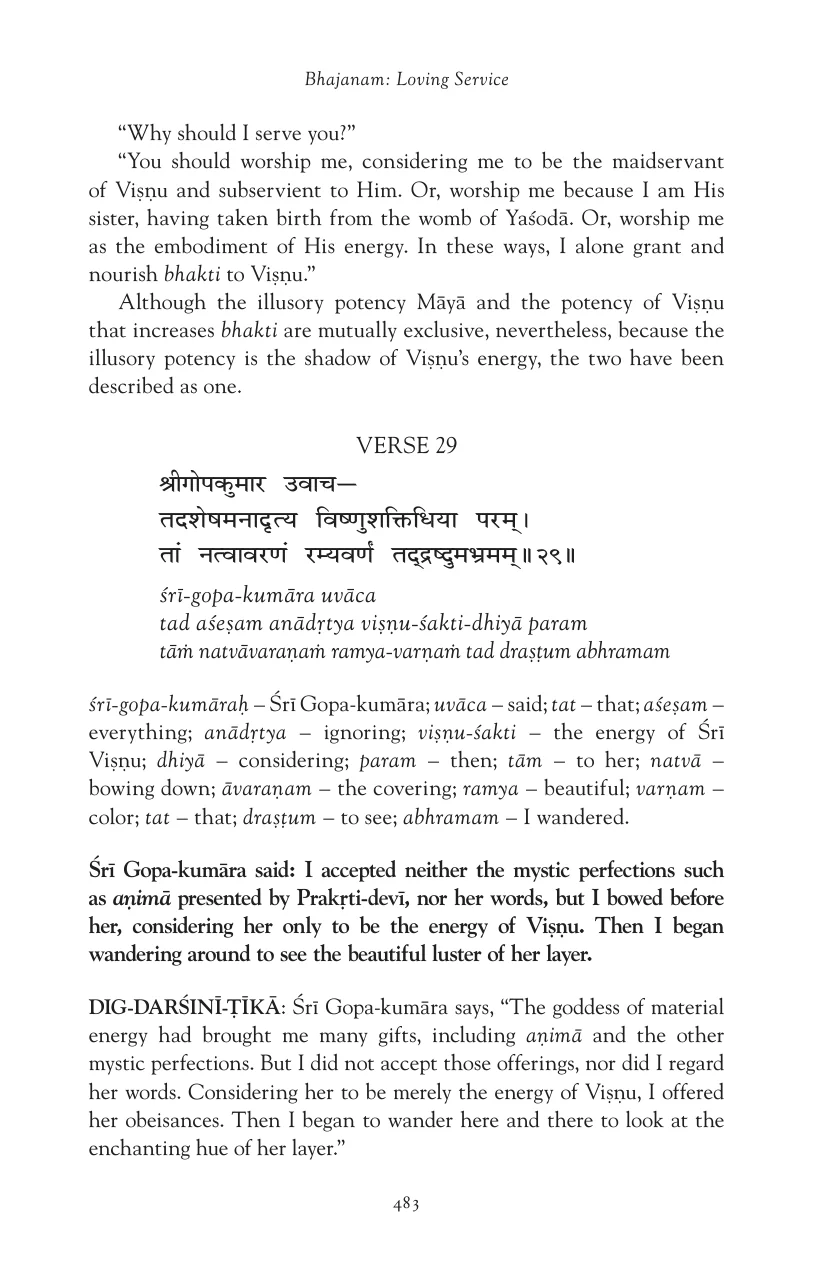 Bhajanam: Loving Service
“Why should I serve you?”
“You should worship me, considering me to be the maidservant
of Viṣṇu and subservient to Him. Or, worship me because I am His
sister, having taken birth from the womb of Yaśodā. Or, worship me
as the embodiment of His energy. In these ways, I alone grant and
nourish bhakti to Viṣṇu.”
Although the illusory potency Māyā and the potency of Viṣṇu
that increases bhakti are mutually exclusive, nevertheless, because the
illusory potency is the shadow of Viṣṇu’s energy, the two have been
described as one.
VERSE 29
श्रीगोपकुमार उवाच—
तदशेषमनादृत्य विष्णुशक्तिधिया परम्।
तां नत्वावरणं रम्यवर्णं तद्द्रष्टुमभ्रमम्॥२९॥
śrī-gopa-kumāra uvāca
tad aśeṣam anādṛtya viṣṇu-śakti-dhiyā param
tāṁ natvāvaraṇaṁ ramya-varṇaṁ tad draṣṭum abhramam
śrī-gopa-kumāraḥ – Śrī Gopa-kumāra; uvāca – said; tat – that; aśeṣam –
everything; anādṛtya – ignoring; viṣṇu-śakti – the energy of Śrī
Viṣṇu; dhiyā – considering; param – then; tām – to her; natvā –
bowing down; āvaraṇam – the covering; ramya – beautiful; varṇam –
color; tat – that; draṣṭum – to see; abhramam – I wandered.
Śrī Gopa-kumāra said: I accepted neither the mystic perfections such
as aṇimā presented by Prakṛti-devī, nor her words, but I bowed before
her, considering her only to be the energy of Viṣṇu. Then I began
wandering around to see the beautiful luster of her layer.
DIG-DARŚINĪ-ṬĪKĀ: Śrī Gopa-kumāra says, “The goddess of material
energy had brought me many gifts, including aṇimā and the other
mystic perfections. But I did not accept those offerings, nor did I regard
her words. Considering her to be merely the energy of Viṣṇu, I offered
her obeisances. Then I began to wander here and there to look at the
enchanting hue of her layer.”
483